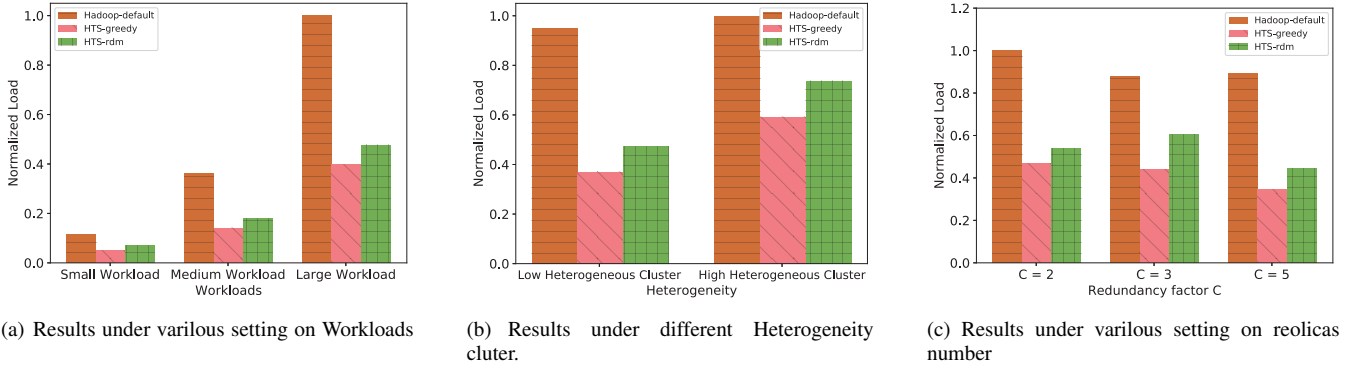 Hadoop-default
HTS-greedy
HTS-rdm
Normalized Load
1.0
0.8
0.6
0.4
0.2
0.0
Small Workload Medium Workload Large Workload
Workloads
(a) Results under varilous setting on Workloads
Hadoop-default
HTS-greedy
HTS-rdm
Normalized Load
1.0
0.8
0.6
0.4
0.2
0.0
Low Heterogeneous Cluster High Heterogeneous Cluster
Heterogeneity
(b) Results under different Heterogeneity
cluter.
Hadoop-default
HTS-greedy
HTS-rdm
Normalized Load
1.2
1.0
0.8
0.6
0.4
0.2
0.0
C = 2 C = 3 C = 5
Redundancy factor C
(c) Results under varilous setting on reolicas
number